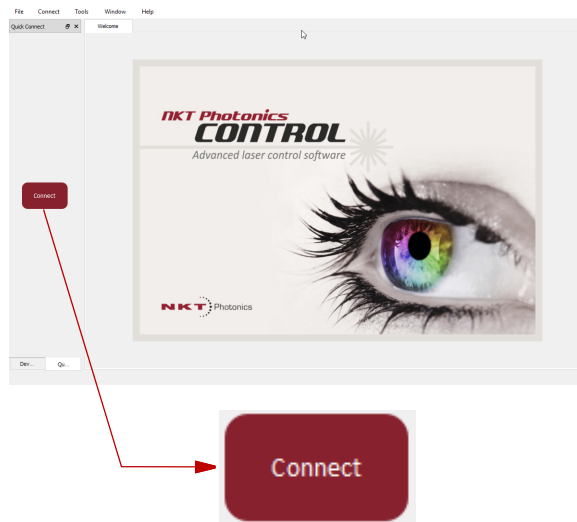 File Connect Tools Window Help
Quick Connect Welcome
NKT Photonics
CONTROL
Advanced laser control software
Connect
NKT Photonics
Dev... Qu...
Connect